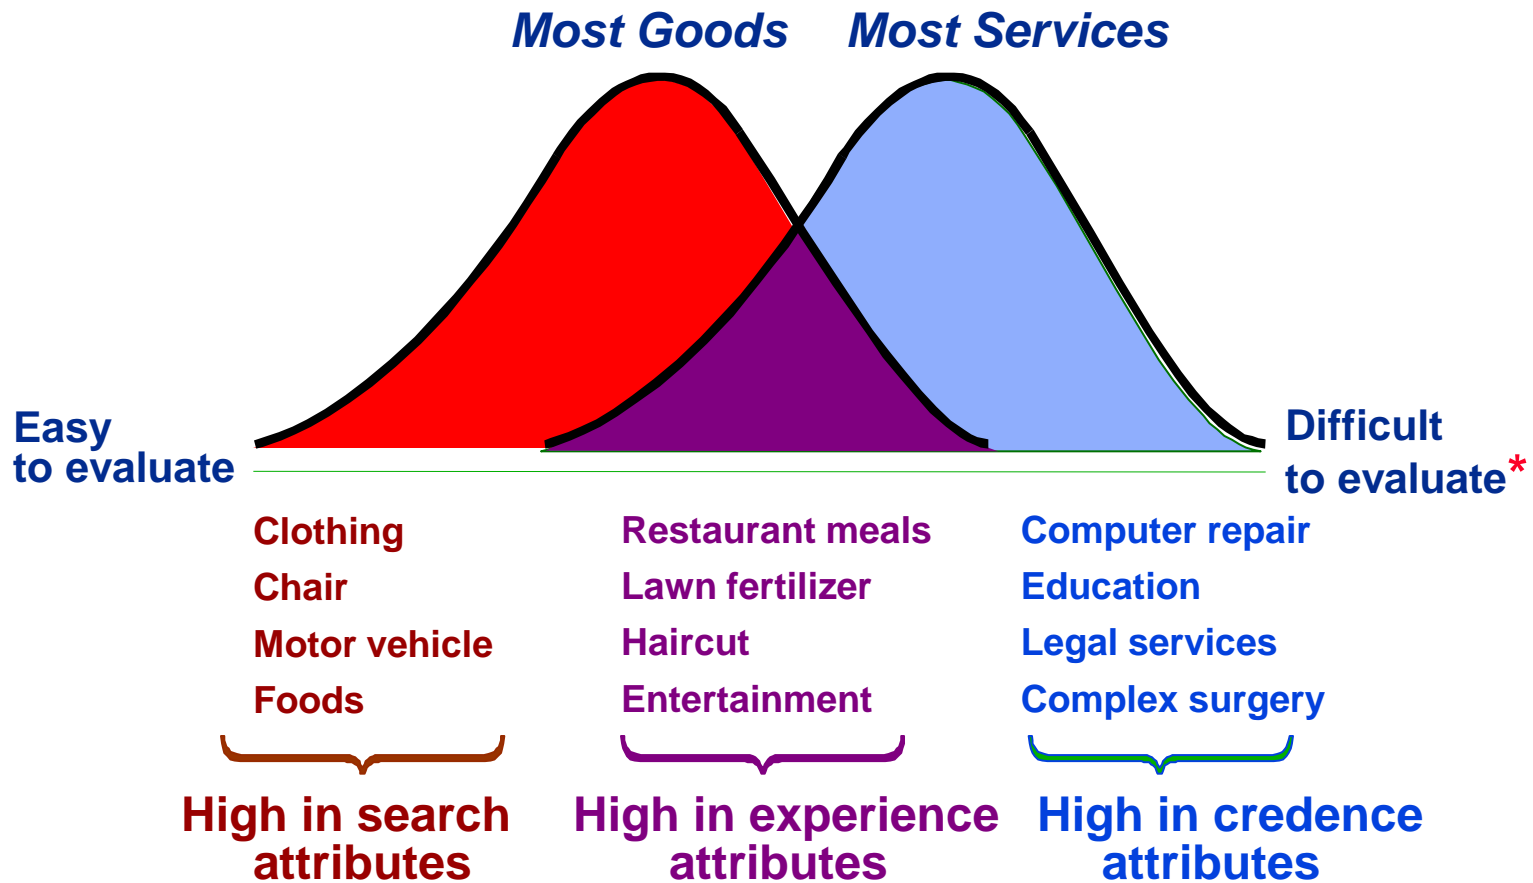 Most Goods
Most Services
Easy
to evaluate
Difficult
to evaluate*
Clothing
Chair
Motor vehicle
Foods
Restaurant meals
Lawn fertilizer
Haircut
Entertainment
Computer repair
Education
Legal services
Complex surgery
High in search
attributes
High in experience
attributes
High in credence
attributes